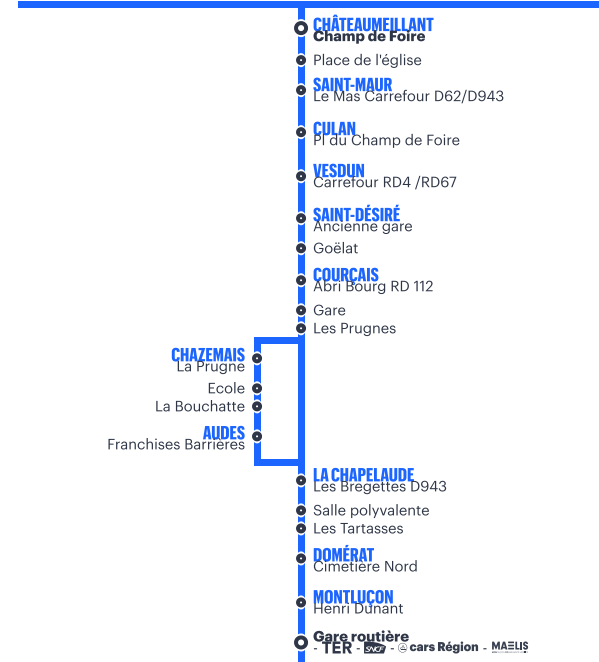 CHÂTEAUMEILLANT
Champ de Foire
Place de l'église
SAINT-MAUR
Le Mas Carrefour D62/D943
CULAN
Pl du Champ de Foire
VESDUN
Carrefour RD4 /RD67
SAINT-DÉSIRÉ
Ancienne gare
Goëlat
COURÇAIS
Abri Bourg RD 112
Gare
Les Prugnes
CHAZEMAIS
La Prugne
Ecole
La Bouchatte
AUDES
Franchises Barrières
LA CHAPELAUDE
Les Bregettes D943
Salle polyvalente
Les Tartasses
DOMÉRAT
Cimetière Nord
MONTLUÇON
Henri Dunant
Gare routière
- TER - SNCF - cars Région - MAELIS